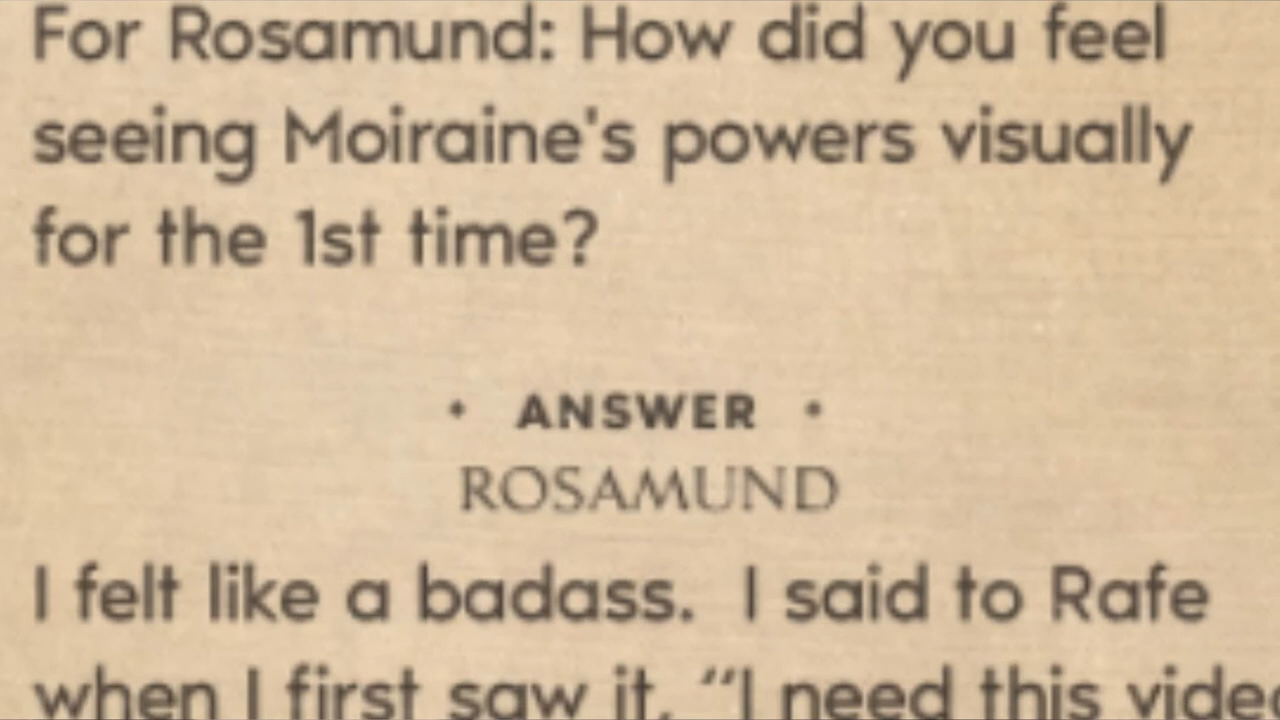 For Rosamund: How did you feel
seeing Moiraine's powers visually
for the 1st time?
• ANSWER •
ROSAMUND
I felt like a badass.  I said to Rafe
when I first saw it, “I need this